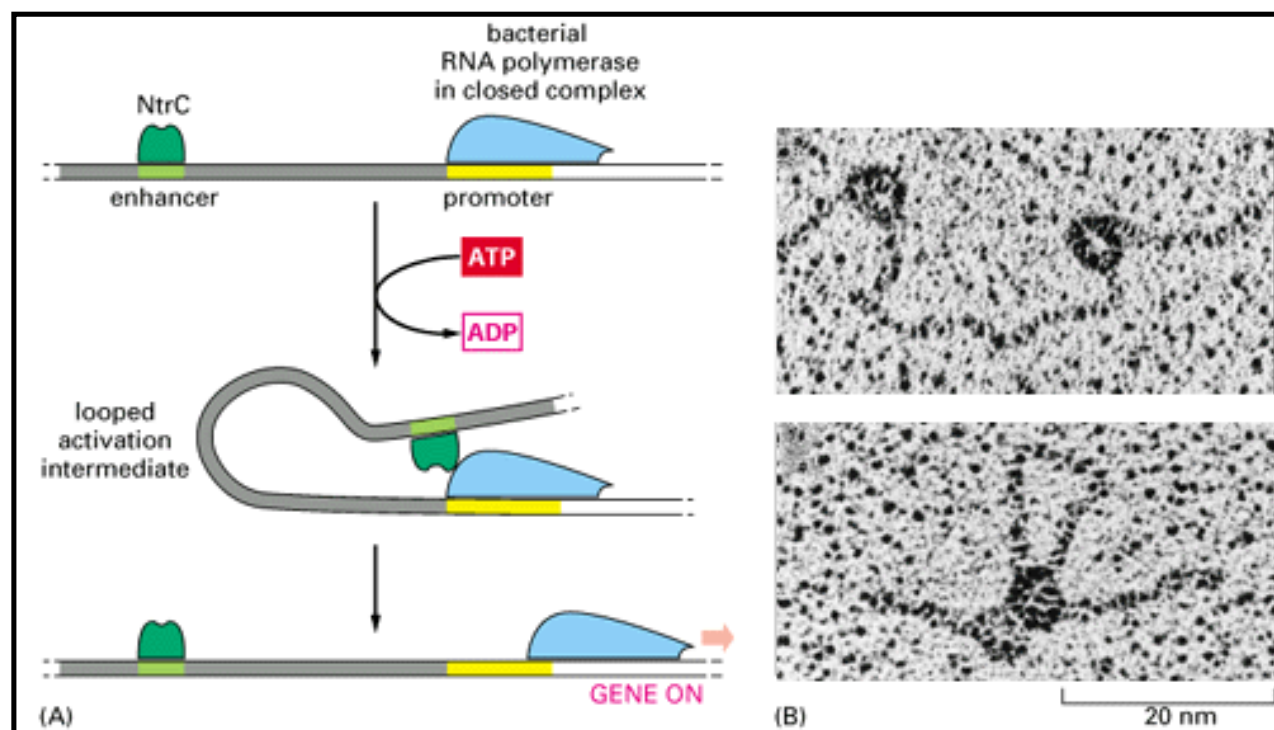 bacterial
RNA polymerase
in closed complex
NtrC
enhancer
promoter
ATP
ADP
looped
activation
intermediate
GENE ON
(A)
(B)
20 nm